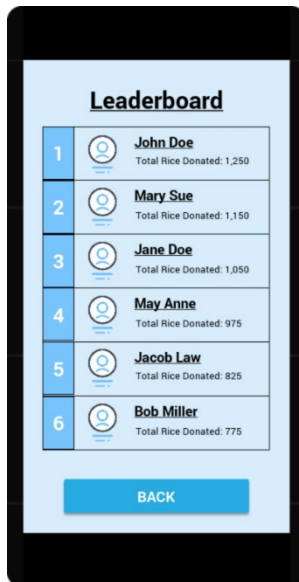 Leaderboard
1
John Doe
Total Rice Donated: 1,250
2
Mary Sue
Total Rice Donated: 1,150
3
Jane Doe
Total Rice Donated: 1,050
4
May Anne
Total Rice Donated: 975
5
Jacob Law
Total Rice Donated: 825
6
Bob Miller
Total Rice Donated: 775
BACK